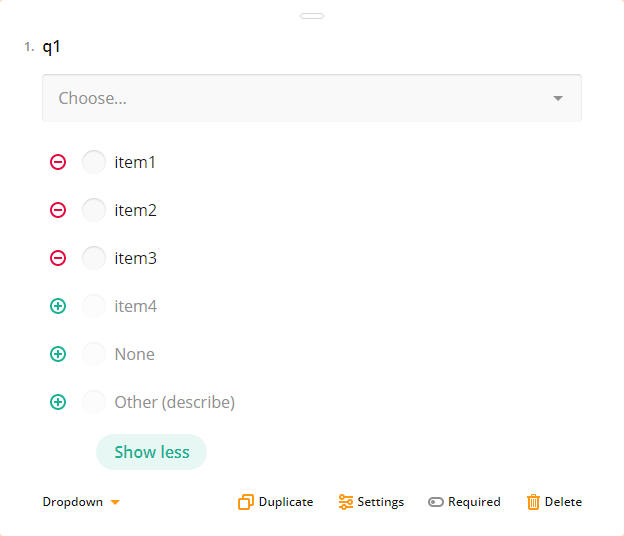 1. q1
Choose...
item1
item2
item3
item4
None
Other (describe)
Show less
Dropdown Duplicate Settings Required Delete